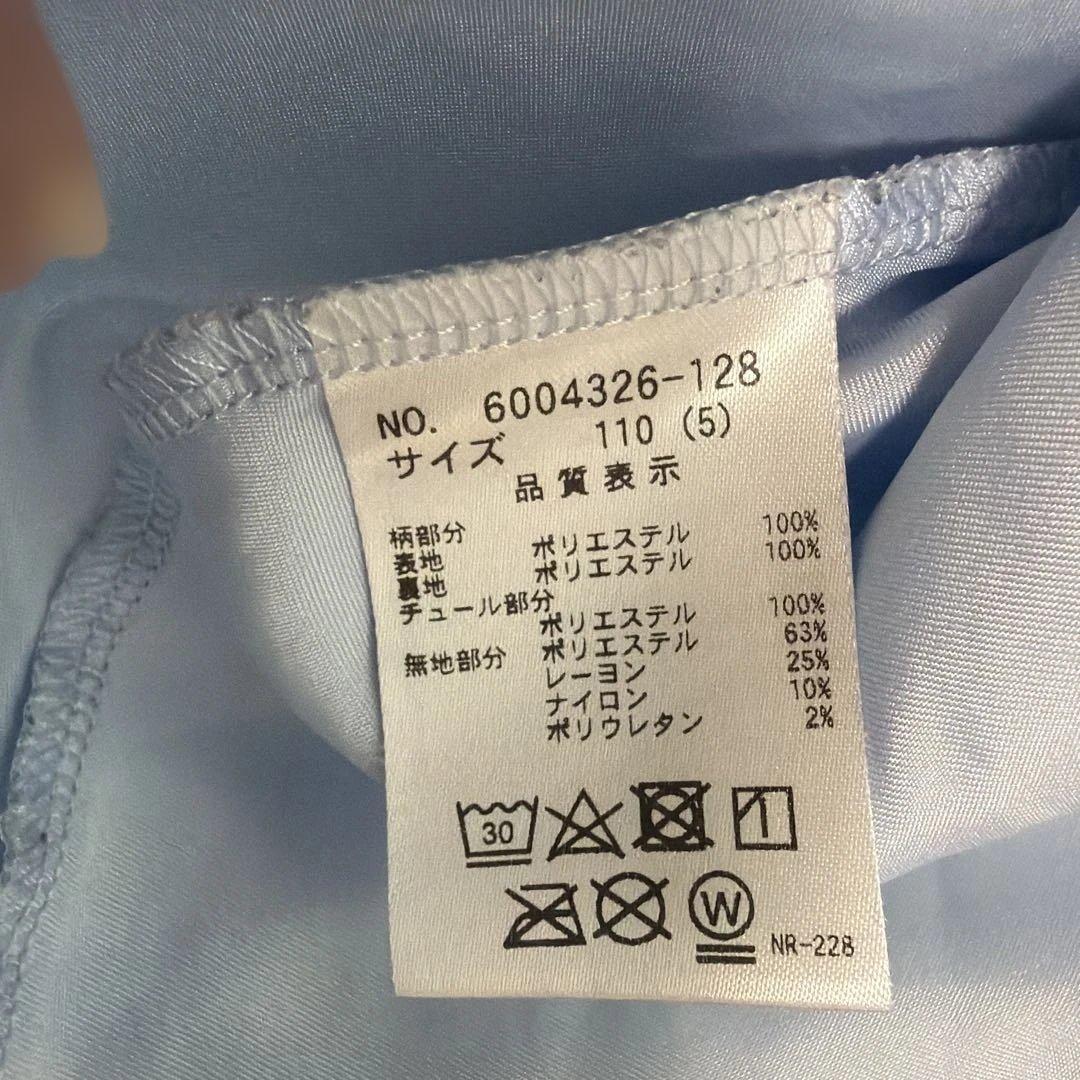 NO. 6004326-128
サイズ 110 (5)
品質表示
柄部分
表地 ポリエステル 100%
裏地 ポリエステル 100%
チュール部分
ポリエステル 100%
無地部分 ポリエステル 63%
レーヨン 25%
ナイロン 10%
ポリウレタン 2%
30
W
NR-228